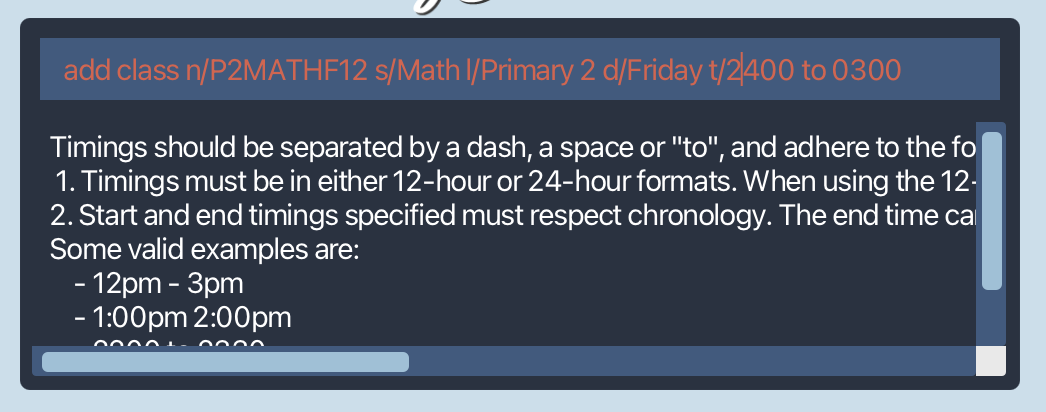 add class n/P2MATHF12 s/Math l/Primary 2 d/Friday t/2400 to 0300
Timings should be separated by a dash, a space or "to", and adhere to the fo
1. Timings must be in either 12-hour or 24-hour formats. When using the 12-
2. Start and end timings specified must respect chronology. The end time car
Some valid examples are:
- 12pm - 3pm
- 1:00pm 2:00pm